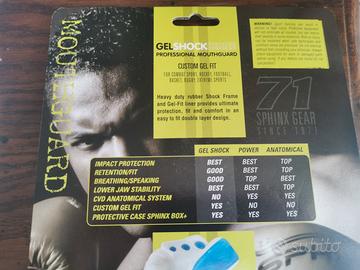 GELSHOCK
PROFESSIONAL MOUTHGUARD
CUSTOM GEL FIT
FOR COMBAT SPORT, HOCKEY, FOOTBALL,
BASKET, RUGBY EXTREME SPORTS
Heavy duty rubber Shock Frame
and Gel-Fit liner provides ultimate
protection, fit and comfort in an
easy to fit double layer design.
WARNING!
71
SPHINX GEAR
SINCE 1971
MOUTHGUARD
GEL SHOCK POWER ANATOMICAL
IMPACT PROTECTION BEST BEST TOP
RETENTION/FIT GOOD BEST TOP
BREATHING/SPEAKING GOOD BEST TOP
LOWER JAW STABILITY BEST BEST TOP
CVD ANATOMICAL SYSTEM NO NO YES
CUSTOM GEL FIT YES YES YES
PROTECTIVE CASE SPHINX BOX+ YES YES YES
subito